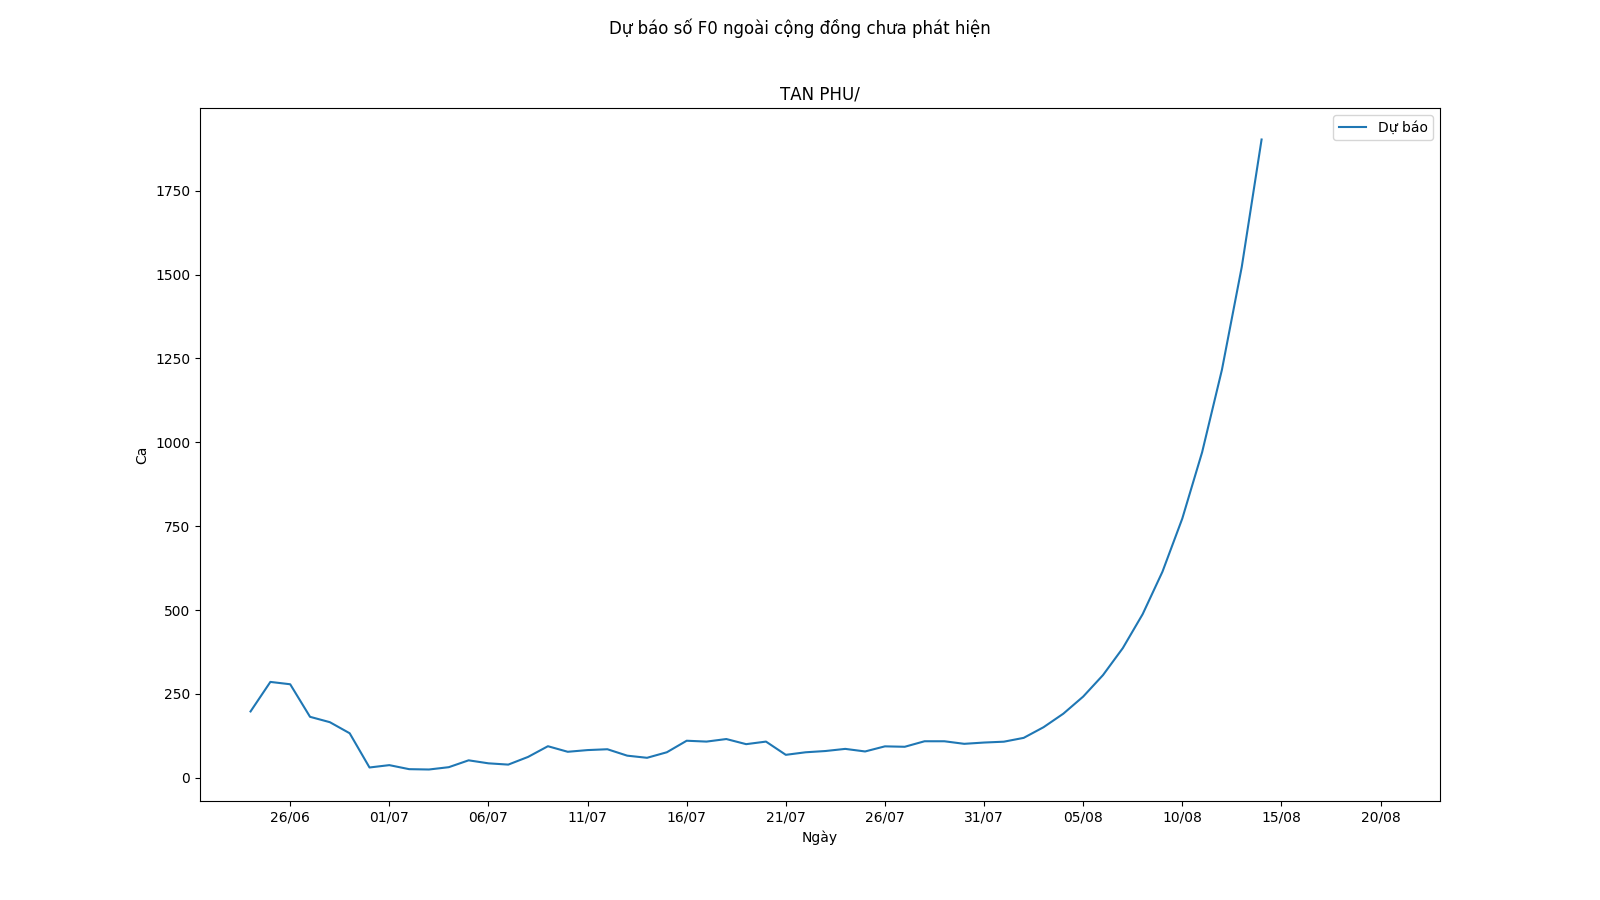 Dự báo số F0 ngoài cộng đồng chưa phát hiện
TAN PHU/
Dự báo
1750
1500
1250
1000
750
500
250
0
Ca
26/06 01/07 06/07 11/07 16/07 21/07 26/07 31/07 05/08 10/08 15/08 20/08
Ngày